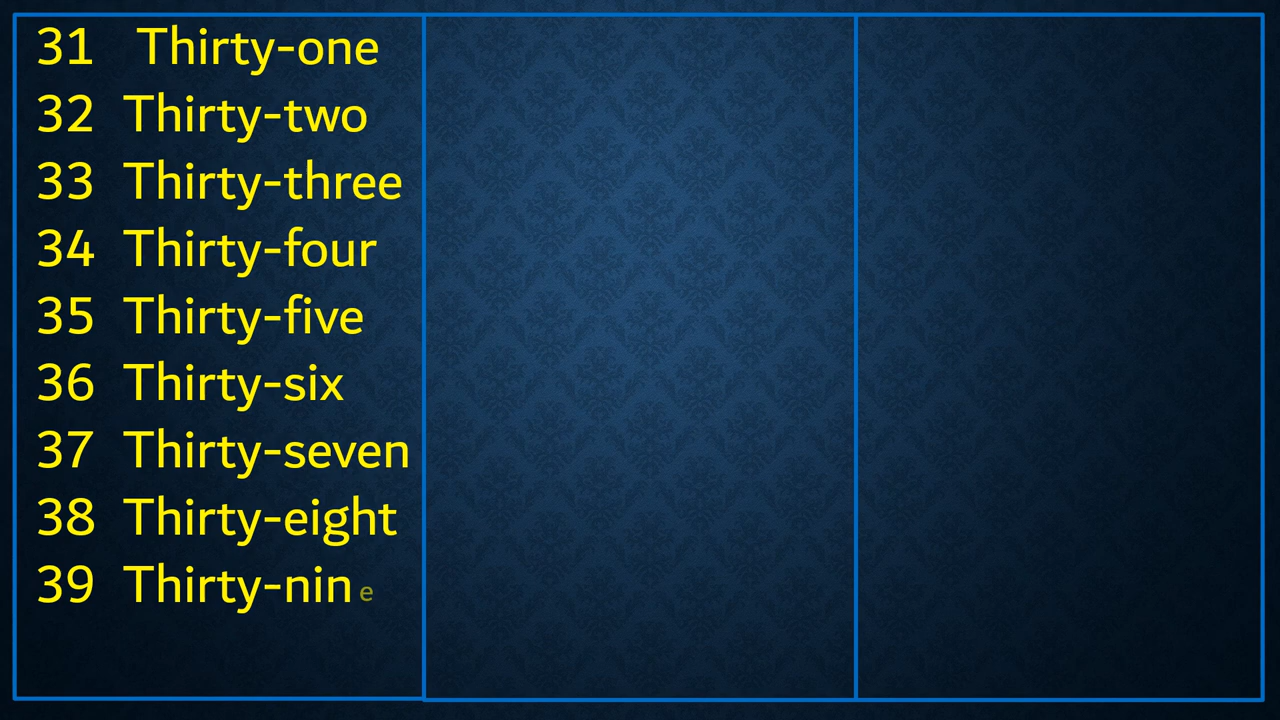 31 Thirty-one
32 Thirty-two
33 Thirty-three
34 Thirty-four
35 Thirty-five
36 Thirty-six
37 Thirty-seven
38 Thirty-eight
39 Thirty-nine